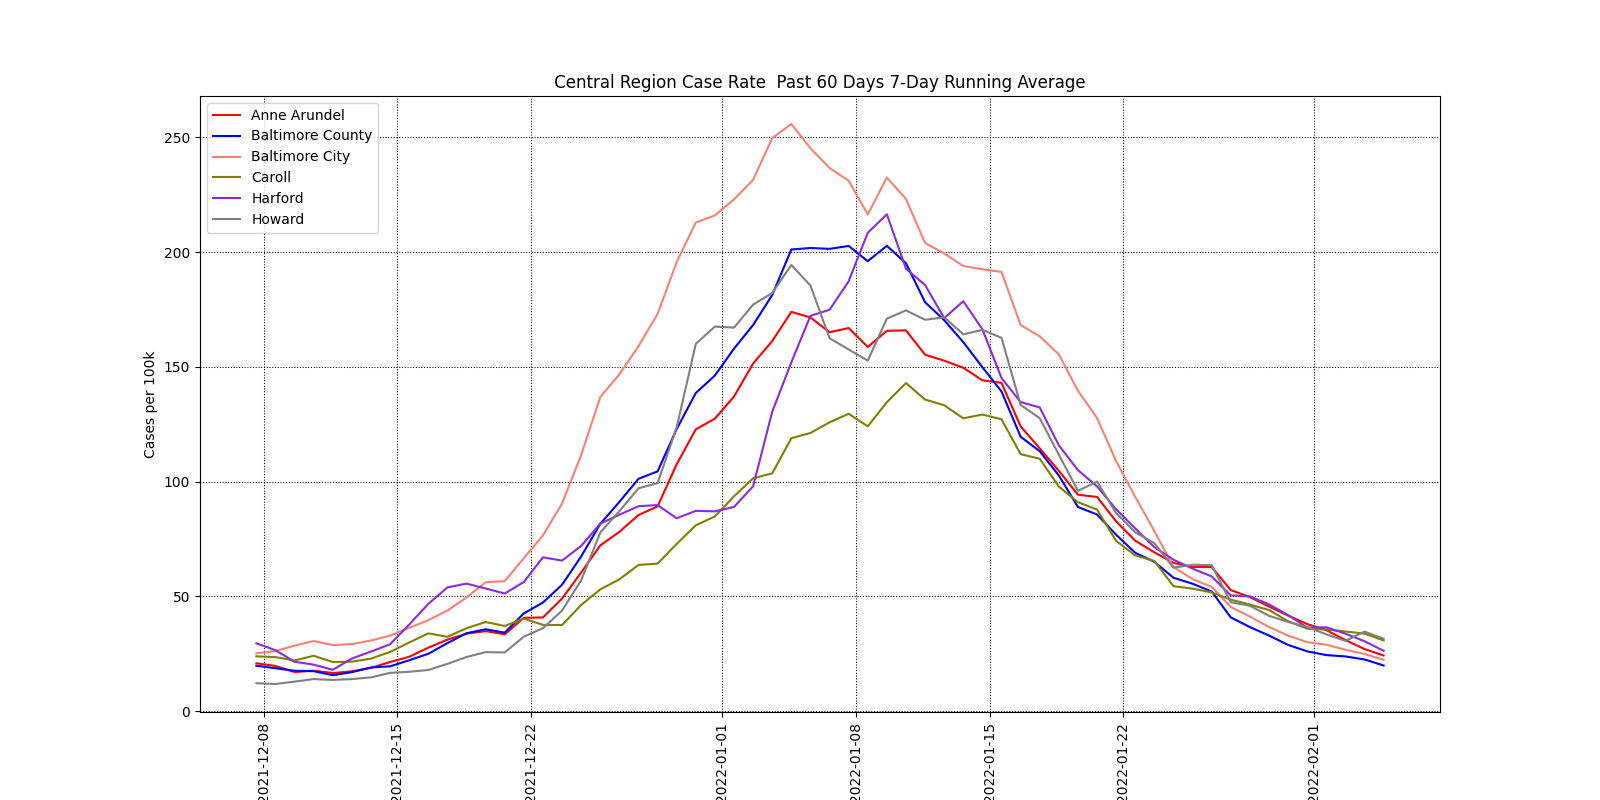 Central Region Case Rate  Past 60 Days 7-Day Running Average
Anne Arundel
Baltimore County
Baltimore City
Caroll
Harford
Howard
Cases per 100k
250
200
150
100
50
0
2021-12-08
2021-12-15
2021-12-22
2022-01-01
2022-01-08
2022-01-15
2022-01-22
2022-02-01